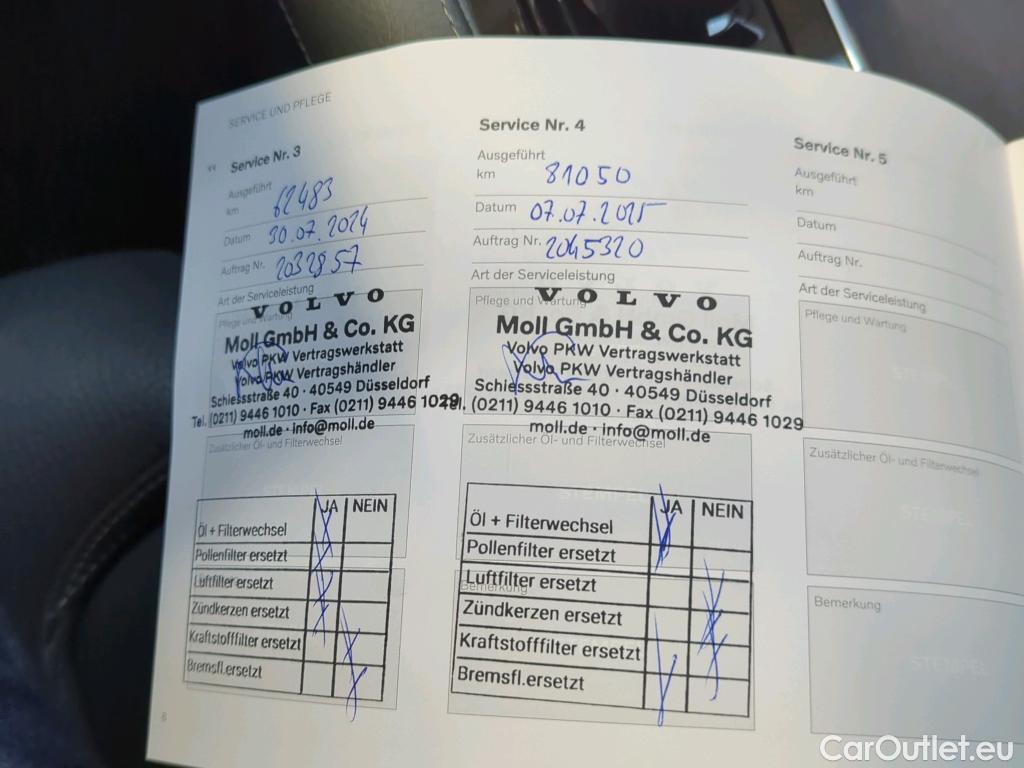 SERVICE UND PFLEGE
Service Nr. 3
Ausgeführt
km 62483
Datum 30.07.2024
Auftrag Nr. 2032857
Art der Serviceleistung
Pflege und Wartung
VOLVO
Moll GmbH & Co. KG
Volvo PKW Vertragswerkstatt
Volvo PKW Vertragshändler
Schiessstraße 40 · 40549 Düsseldorf
Tel. (0211) 9446 1010 · Fax (0211) 9446 1029
moll.de · info@moll.de
Zusätzlicher Öl- und Filterwechsel
JA NEIN
Öl + Filterwechsel
Pollenfilter ersetzt
Luftfilter ersetzt
Zündkerzen ersetzt
Kraftstofffilter ersetzt
Bremsfl.ersetzt
6
Service Nr. 4
Ausgeführt
km 81050
Datum 07.07.2025
Auftrag Nr. 2045320
Art der Serviceleistung
Pflege und Wartung
VOLVO
Moll GmbH & Co. KG
Volvo PKW Vertragswerkstatt
Volvo PKW Vertragshändler
Schiessstraße 40 · 40549 Düsseldorf
Tel. (0211) 9446 1010 · Fax (0211) 9446 1029
moll.de · info@moll.de
Zusätzlicher Öl- und Filterwechsel
STEMPEL
JA NEIN
Öl + Filterwechsel
Pollenfilter ersetzt
Luftfilter ersetzt
Bemerkung
Zündkerzen ersetzt
Kraftstofffilter ersetzt
Bremsfl.ersetzt
Service Nr. 5
Ausgeführt
km
Datum
Auftrag Nr.
Art der Serviceleistung
Pflege und Wartung
Zusätzlicher Öl- und Filterwechsel
STEMPEL
Bemerkung
STEMPEL
CarOutlet.eu